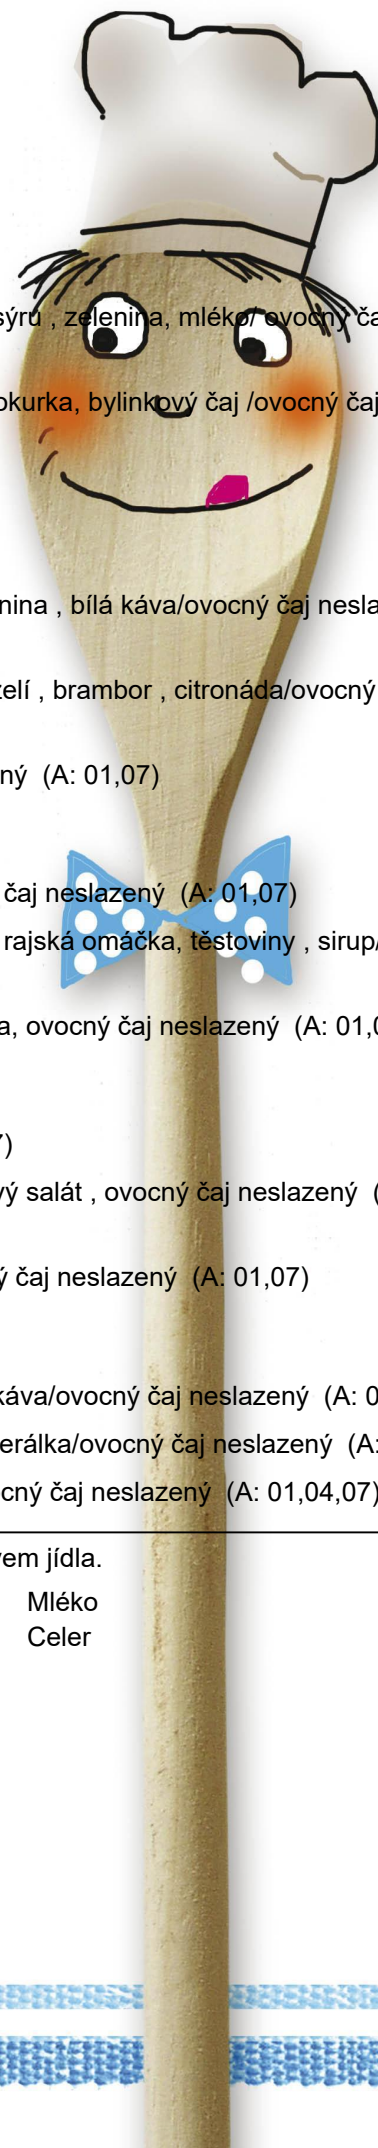 sýru , zelenina, mléko/ ovocný ča
okurka, bylinkový čaj /ovocný čaj
nina , bílá káva/ovocný čaj nesla
zelí , brambor , citronáda/ovocný
ný (A: 01,07)
čaj neslazený (A: 01,07)
rajská omáčka, těstoviny , sirup/
a, ovocný čaj neslazený (A: 01,0
7)
vý salát , ovocný čaj neslazený (
ý čaj neslazený (A: 01,07)
káva/ovocný čaj neslazený (A: 0
erálka/ovocný čaj neslazený (A:
cný čaj neslazený (A: 01,04,07)
vem jídla.
Mléko
Celer